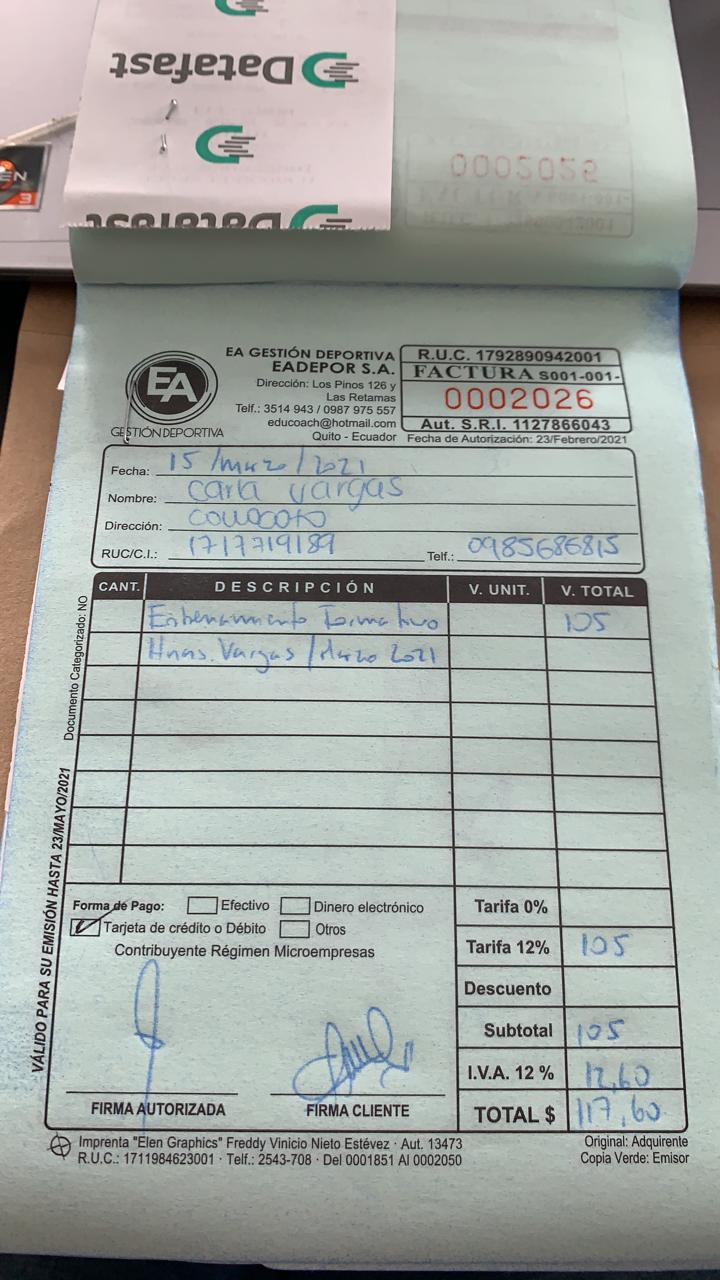 Datafast
Datafast
0002026
EA
GESTIÓN DEPORTIVA
EA GESTIÓN DEPORTIVA
EADEPOR S.A.
Dirección: Los Pinos 126 y
Las Retamas
Telf.: 3514 943 / 0987 975 557
educoach@hotmail.com
Quito - Ecuador
R.U.C. 1792890942001
FACTURA S001-001-
0002026
Aut. S.R.I. 1127866043
Fecha de Autorización: 23/Febrero/2021
Fecha: 15/marzo/2021
Nombre: Carla Vargas
Dirección: Conocoto
RUC/C.I.: 1717719189 Telf.: 0985686815
CANT. DESCRIPCIÓN V. UNIT. V. TOTAL
Entrenamiento Formativo 105
Hnas. Vargas / Marzo 2021
Documento Categorizado: NO
VÁLIDO PARA SU EMISIÓN HASTA 23/MAYO/2021
Forma de Pago: Efectivo Dinero electrónico
Tarjeta de crédito o Débito Otros
Contribuyente Régimen Microempresas
Tarifa 0%
Tarifa 12% 105
Descuento
Subtotal 105
I.V.A. 12 % 12,60
TOTAL $ 117,60
FIRMA AUTORIZADA FIRMA CLIENTE
Imprenta "Elen Graphics" Freddy Vinicio Nieto Estévez · Aut. 13473
R.U.C.: 1711984623001 · Telf.: 2543-708 · Del 0001851 Al 0002050
Original: Adquirente
Copia Verde: Emisor